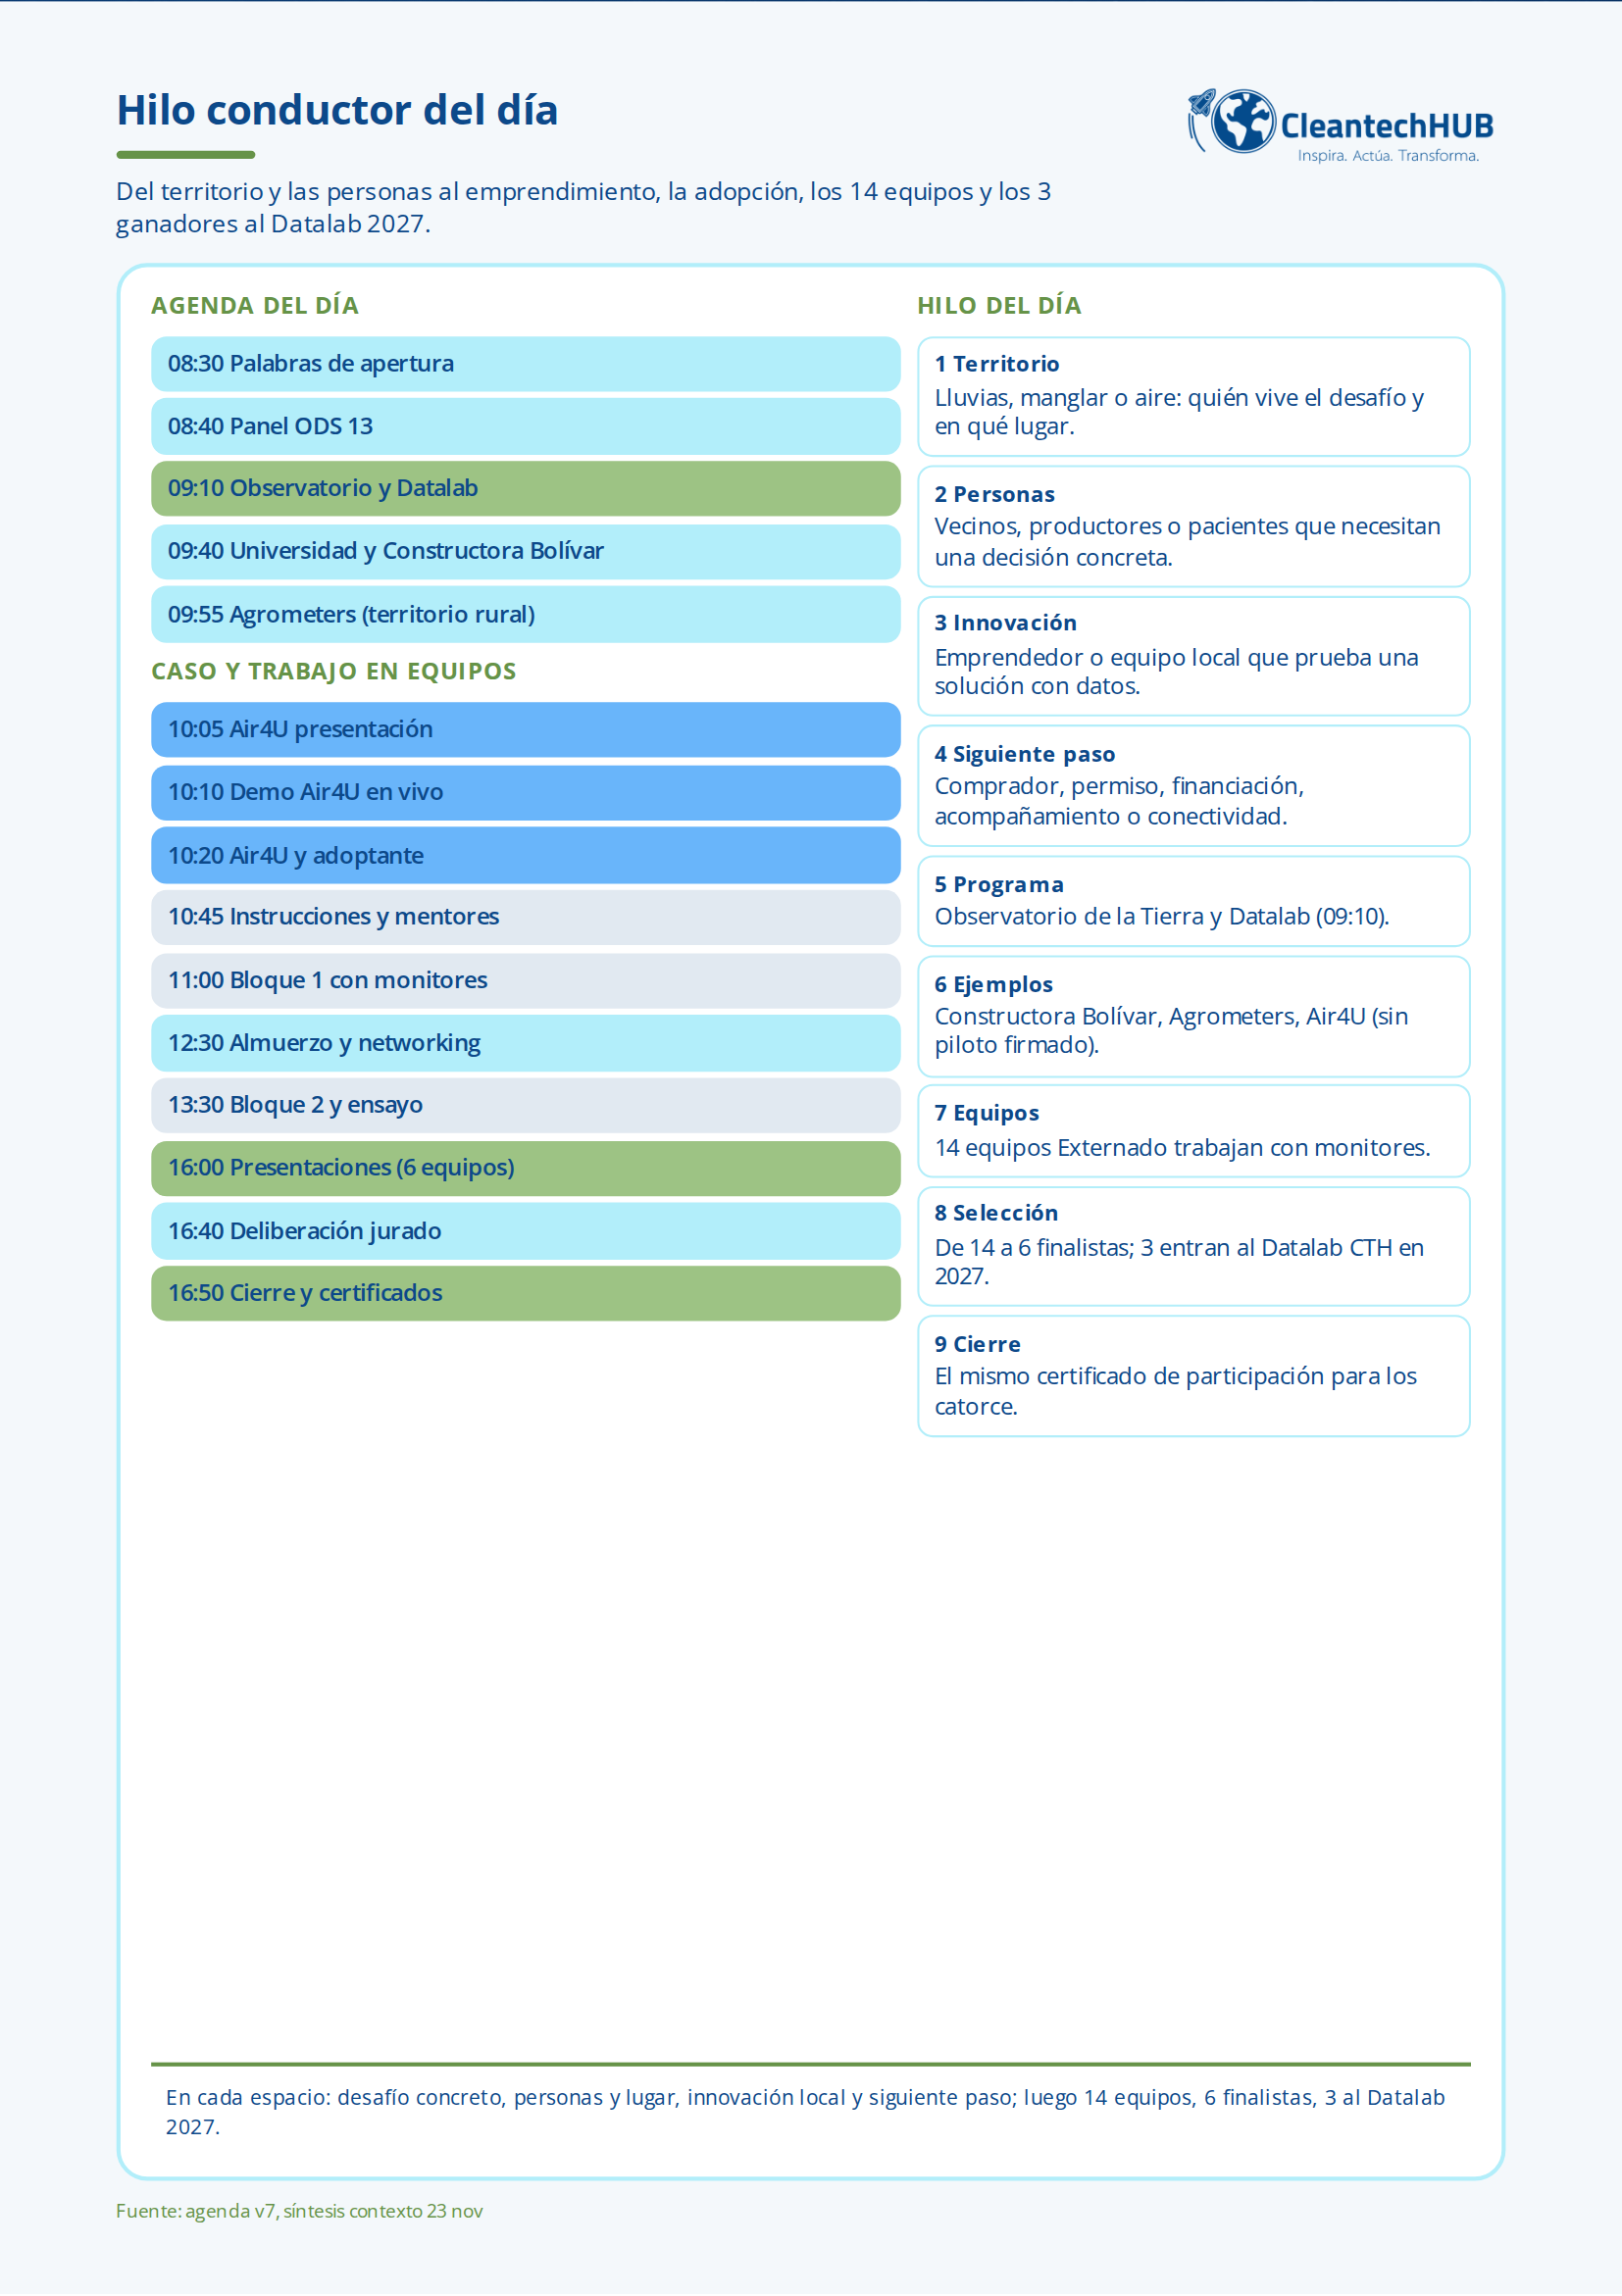 Hilo conductor del día
CleantechHUB
Inspira. Actúa. Transforma.
Del territorio y las personas al emprendimiento, la adopción, los 14 equipos y los 3
ganadores al Datalab 2027.
AGENDA DEL DÍA
08:30 Palabras de apertura
08:40 Panel ODS 13
09:10 Observatorio y Datalab
09:40 Universidad y Constructora Bolívar
09:55 Agrometers (territorio rural)
CASO Y TRABAJO EN EQUIPOS
10:05 Air4U presentación
10:10 Demo Air4U en vivo
10:20 Air4U y adoptante
10:45 Instrucciones y mentores
11:00 Bloque 1 con monitores
12:30 Almuerzo y networking
13:30 Bloque 2 y ensayo
16:00 Presentaciones (6 equipos)
16:40 Deliberación jurado
16:50 Cierre y certificados
HILO DEL DÍA
1 Territorio
Lluvias, manglar o aire: quién vive el desafío y
en qué lugar.
2 Personas
Vecinos, productores o pacientes que necesitan
una decisión concreta.
3 Innovación
Emprendedor o equipo local que prueba una
solución con datos.
4 Siguiente paso
Comprador, permiso, financiación,
acompañamiento o conectividad.
5 Programa
Observatorio de la Tierra y Datalab (09:10).
6 Ejemplos
Constructora Bolívar, Agrometers, Air4U (sin
piloto firmado).
7 Equipos
14 equipos Externado trabajan con monitores.
8 Selección
De 14 a 6 finalistas; 3 entran al Datalab CTH en
2027.
9 Cierre
El mismo certificado de participación para los
catorce.
En cada espacio: desafío concreto, personas y lugar, innovación local y siguiente paso; luego 14 equipos, 6 finalistas, 3 al Datalab
2027.
Fuente: agenda v7, síntesis contexto 23 nov